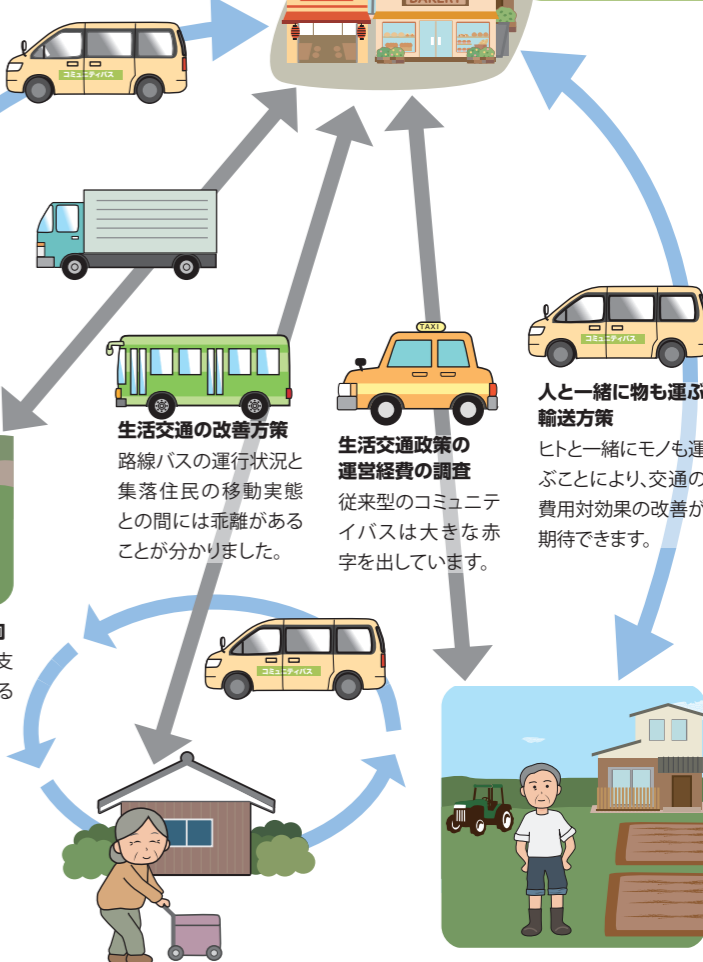 BAKERY
コミュニティバス
TAXI
コミュニティバス
生活交通の改善方策
路線バスの運行状況と
集落住民の移動実態
との間には乖離がある
ことが分かりました。
生活交通政策の
運営経費の調査
従来型のコミュニテ
ィバスは大きな赤
字を出しています。
人と一緒に物も運ぶ
輸送方策
ヒトと一緒にモノも運
ぶことにより、交通の
費用対効果の改善が
期待できます。
支
る
コミュニティバス